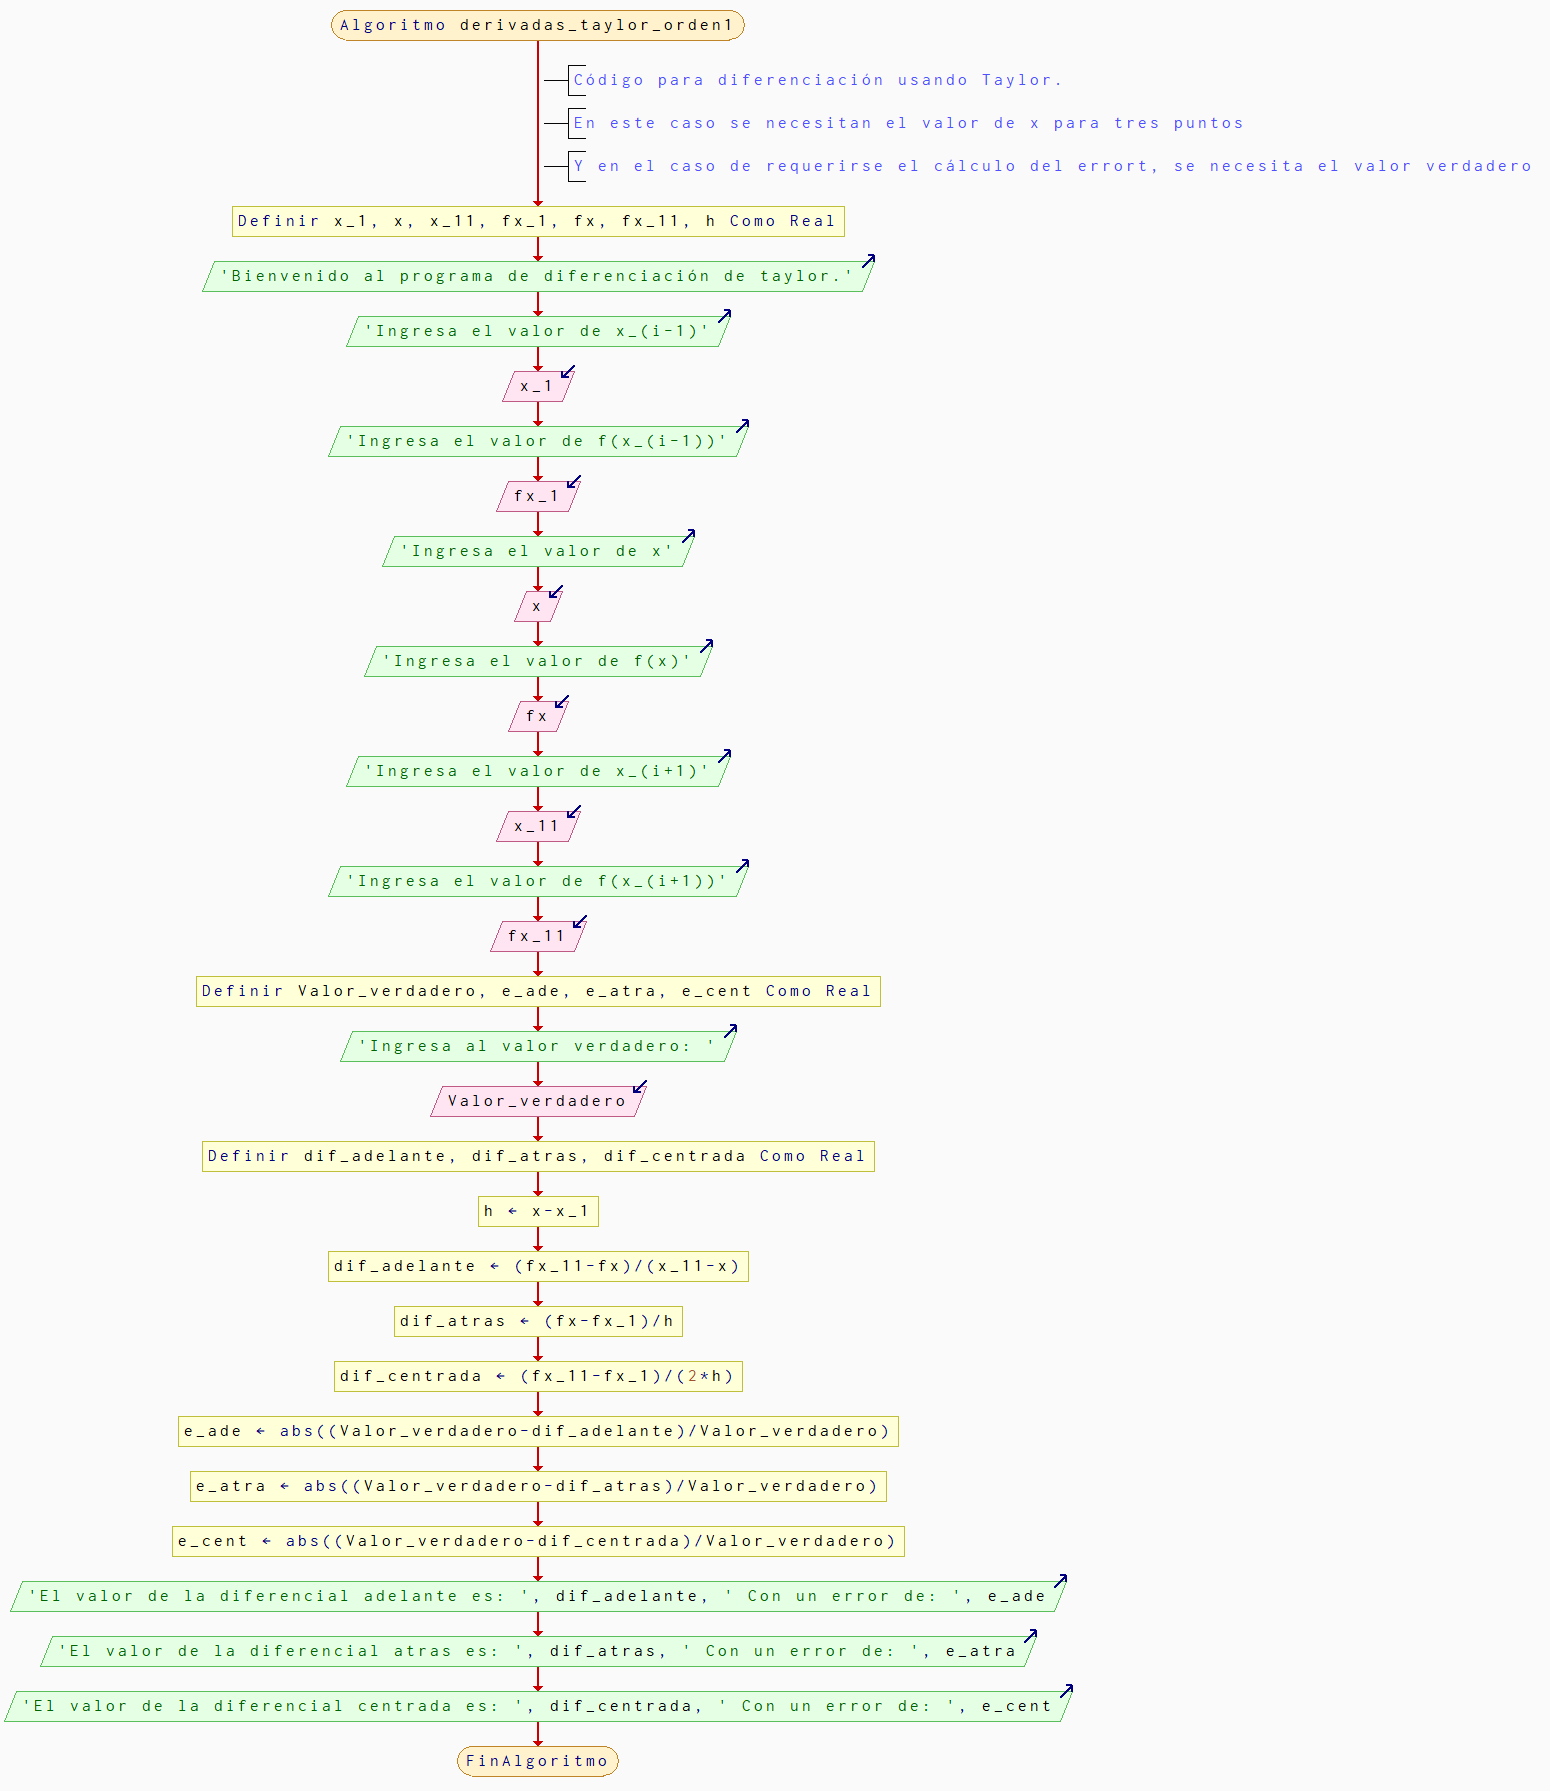 Algoritmo derivadas_taylor_orden1
Código para diferenciación usando Taylor.
En este caso se necesitan el valor de x para tres puntos
Y en el caso de requerirse el cálculo del errort, se necesita el valor verdadero
Definir x_1, x, x_11, fx_1, fx, fx_11, h Como Real
'Bienvenido al programa de diferenciación de taylor.'
'Ingresa el valor de x_(i-1)'
x_1
'Ingresa el valor de f(x_(i-1))'
fx_1
'Ingresa el valor de x'
x
'Ingresa el valor de f(x)'
fx
'Ingresa el valor de x_(i+1)'
x_11
'Ingresa el valor de f(x_(i+1))'
fx_11
Definir Valor_verdadero, e_ade, e_atra, e_cent Como Real
'Ingresa al valor verdadero: '
Valor_verdadero
Definir dif_adelante, dif_atras, dif_centrada Como Real
h ← x-x_1
dif_adelante ← (fx_11-fx)/(x_11-x)
dif_atras ← (fx-fx_1)/h
dif_centrada ← (fx_11-fx_1)/(2*h)
e_ade ← abs((Valor_verdadero-dif_adelante)/Valor_verdadero)
e_atra ← abs((Valor_verdadero-dif_atras)/Valor_verdadero)
e_cent ← abs((Valor_verdadero-dif_centrada)/Valor_verdadero)
'El valor de la diferencial adelante es: ', dif_adelante, ' Con un error de: ', e_ade
'El valor de la diferencial atras es: ', dif_atras, ' Con un error de: ', e_atra
'El valor de la diferencial centrada es: ', dif_centrada, ' Con un error de: ', e_cent
FinAlgoritmo